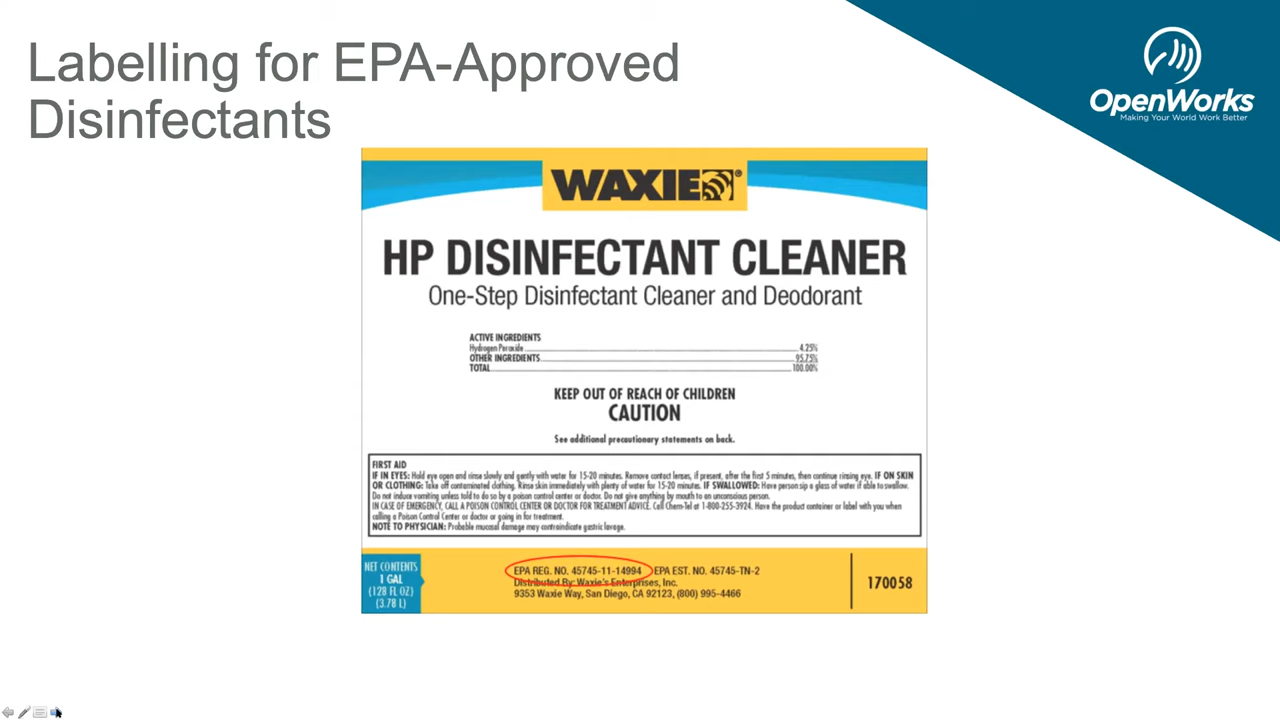 Labelling for EPA-Approved
Disinfectants
OpenWorks
Making Your World Work Better
WAXIE®
HP DISINFECTANT CLEANER
One-Step Disinfectant Cleaner and Deodorant
ACTIVE INGREDIENTS
Hydrogen Peroxide 4.25%
OTHER INGREDIENTS 95.75%
TOTAL 100.00%
KEEP OUT OF REACH OF CHILDREN
CAUTION
See additional precautionary statements on back.
FIRST AID
IF IN EYES: Hold eye open and rinse slowly and gently with water for 15-20 minutes. Remove contact lenses, if present, after the first 5 minutes, then continue rinsing eye. IF ON SKIN
OR CLOTHING: Take off contaminated clothing. Rinse skin immediately with plenty of water for 15-20 minutes. IF SWALLOWED: Have person sip a glass of water if able to swallow.
Do not induce vomiting unless told to do so by a poison control center or doctor. Do not give anything by mouth to an unconscious person.
IN CASE OF EMERGENCY, CALL A POISON CONTROL CENTER OR DOCTOR FOR TREATMENT ADVICE. Call Chem-Tel at 1-800-255-3924. Have the product container or label with you when
calling a Poison Control Center or doctor or going in for treatment.
NOTE TO PHYSICIAN: Probable mucosal damage may contraindicate gastric lavage.
NET CONTENTS
1 GAL
(128 FL OZ)
(3.78 L)
EPA REG. NO. 45745-11-14994 EPA EST. NO. 45745-TN-2
Distributed By: Waxie's Enterprises, Inc.
9353 Waxie Way, San Diego, CA 92123, (800) 995-4466
170058